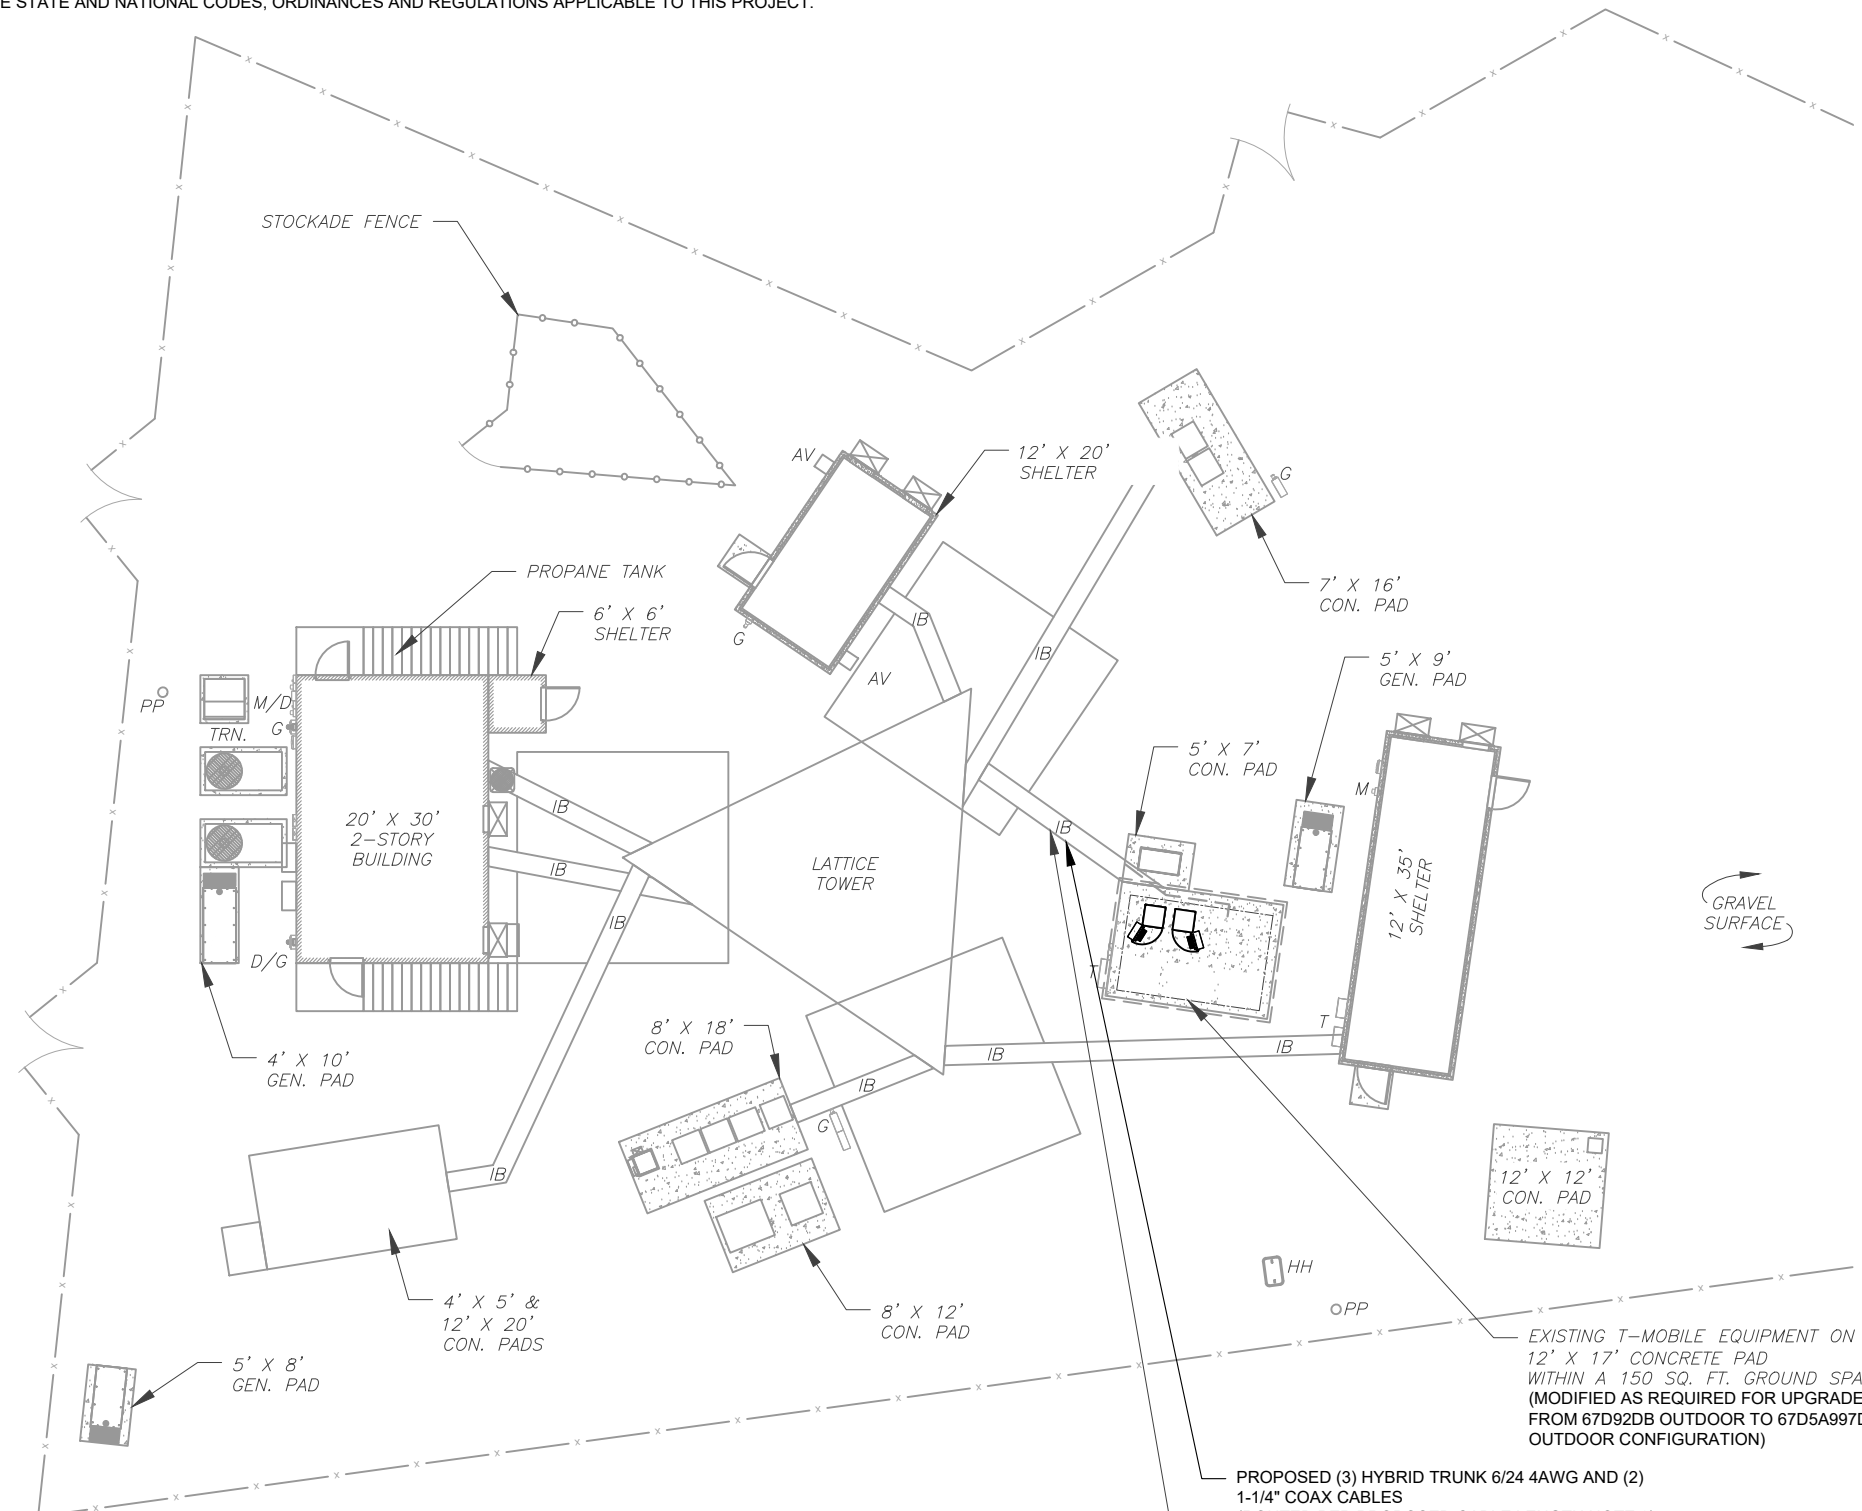 E STATE AND NATIONAL CODES, ORDINANCES AND REGULATIONS APPLICABLE TO THIS PROJECT.
STOCKADE FENCE
AV
12' X 20'
SHELTER
G
7' X 16'
CON. PAD
PROPANE TANK
6' X 6'
SHELTER
G
IB
IB
AV
5' X 9'
GEN. PAD
PP
M/D
G
TRN.
5' X 7'
CON. PAD
M
IB
20' X 30'
2-STORY
BUILDING
IB
IB
LATTICE
TOWER
12' X 35'
SHELTER
GRAVEL
SURFACE
IB
D/G
T
T
8' X 18'
CON. PAD
IB
IB
4' X 10'
GEN. PAD
IB
G
IB
12' X 12'
CON. PAD
HH
PP
4' X 5' &
12' X 20'
CON. PADS
8' X 12'
CON. PAD
5' X 8'
GEN. PAD
EXISTING T-MOBILE EQUIPMENT ON
12' X 17' CONCRETE PAD
WITHIN A 150 SQ. FT. GROUND SPA
(MODIFIED AS REQUIRED FOR UPGRADE
FROM 67D92DB OUTDOOR TO 67D5A997D
OUTDOOR CONFIGURATION)
PROPOSED (3) HYBRID TRUNK 6/24 4AWG AND (2)
1-1/4" COAX CABLES